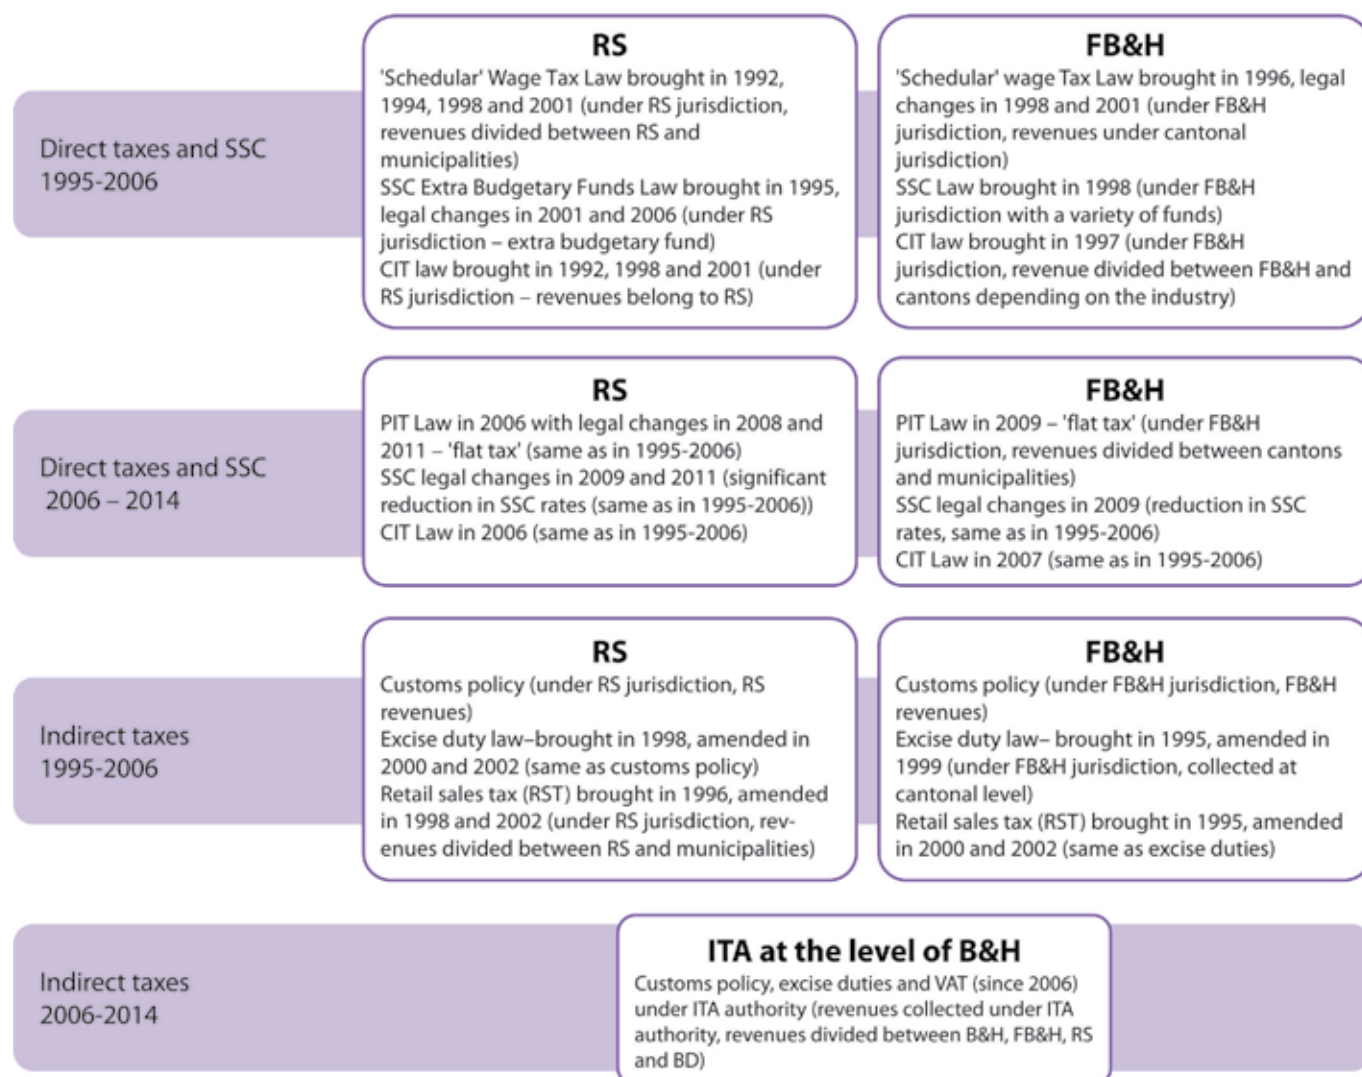 Direct taxes and SSC
1995-2006
RS
'Schedular' Wage Tax Law brought in 1992,
1994, 1998 and 2001 (under RS jurisdiction,
revenues divided between RS and
municipalities)
SSC Extra Budgetary Funds Law brought in 1995,
legal changes in 2001 and 2006 (under RS
jurisdiction – extra budgetary fund)
CIT law brought in 1992, 1998 and 2001 (under
RS jurisdiction – revenues belong to RS)
FB&H
'Schedular' wage Tax Law brought in 1996, legal
changes in 1998 and 2001 (under FB&H
jurisdiction, revenues under cantonal
jurisdiction)
SSC Law brought in 1998 (under FB&H
jurisdiction with a variety of funds)
CIT law brought in 1997 (under FB&H
jurisdiction, revenue divided between FB&H and
cantons depending on the industry)
Direct taxes and SSC
2006 – 2014
RS
PIT Law in 2006 with legal changes in 2008 and
2011 – 'flat tax' (same as in 1995-2006)
SSC legal changes in 2009 and 2011 (significant
reduction in SSC rates (same as in 1995-2006))
CIT Law in 2006 (same as in 1995-2006)
FB&H
PIT Law in 2009 – 'flat tax' (under FB&H
jurisdiction, revenues divided between cantons
and municipalities)
SSC legal changes in 2009 (reduction in SSC
rates, same as in 1995-2006)
CIT Law in 2007 (same as in 1995-2006)
Indirect taxes
1995-2006
RS
Customs policy (under RS jurisdiction, RS
revenues)
Excise duty law–brought in 1998, amended in
2000 and 2002 (same as customs policy)
Retail sales tax (RST) brought in 1996, amended
in 1998 and 2002 (under RS jurisdiction, rev-
enues divided between RS and municipalities)
FB&H
Customs policy (under FB&H jurisdiction, FB&H
revenues)
Excise duty law– brought in 1995, amended in
1999 (under FB&H jurisdiction, collected at
cantonal level)
Retail sales tax (RST) brought in 1995, amended
in 2000 and 2002 (same as excise duties)
Indirect taxes
2006-2014
ITA at the level of B&H
Customs policy, excise duties and VAT (since 2006)
under ITA authority (revenues collected under ITA
authority, revenues divided between B&H, FB&H, RS
and BD)